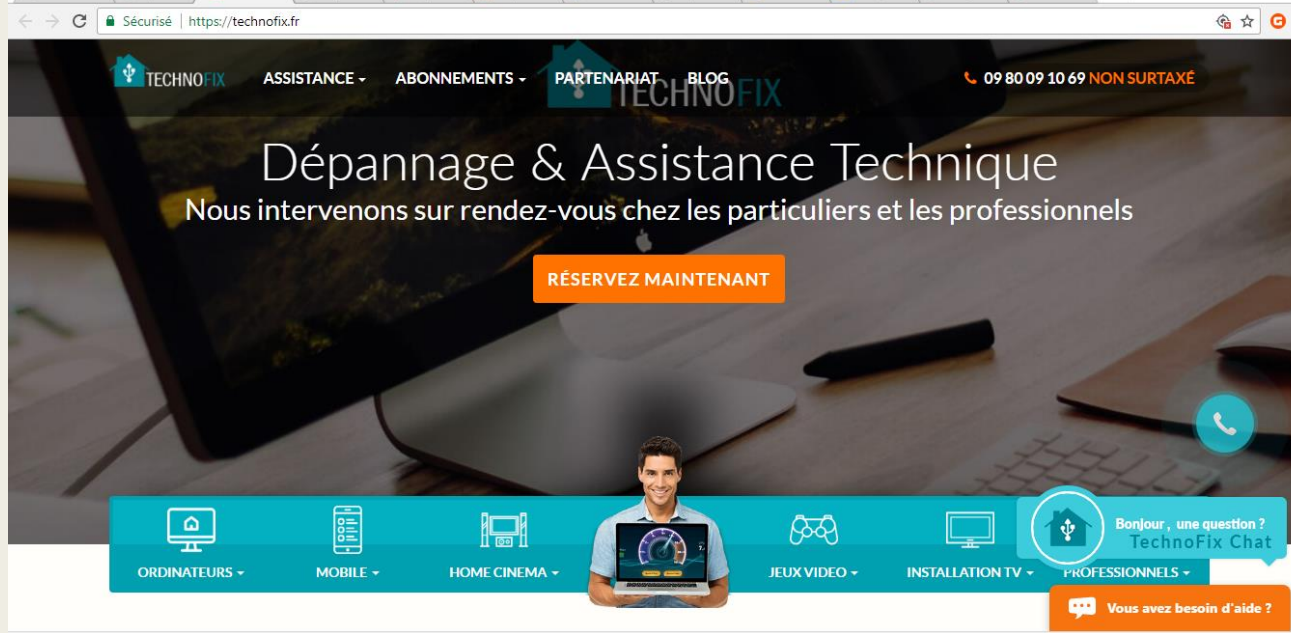 Sécurisé | https://technofix.fr
TECHNOFIX
ASSISTANCE
ABONNEMENTS
PARTENARIAT
BLOG
09 80 09 10 69 NON SURTAXÉ
TECHNOFIX
Dépannage & Assistance Technique
Nous intervenons sur rendez-vous chez les particuliers et les professionnels
RÉSERVEZ MAINTENANT
ORDINATEURS
MOBILE
HOME CINEMA
JEUX VIDEO
INSTALLATION TV
PROFESSIONNELS
Bonjour , une question ?
TechnoFix Chat
Vous avez besoin d'aide ?